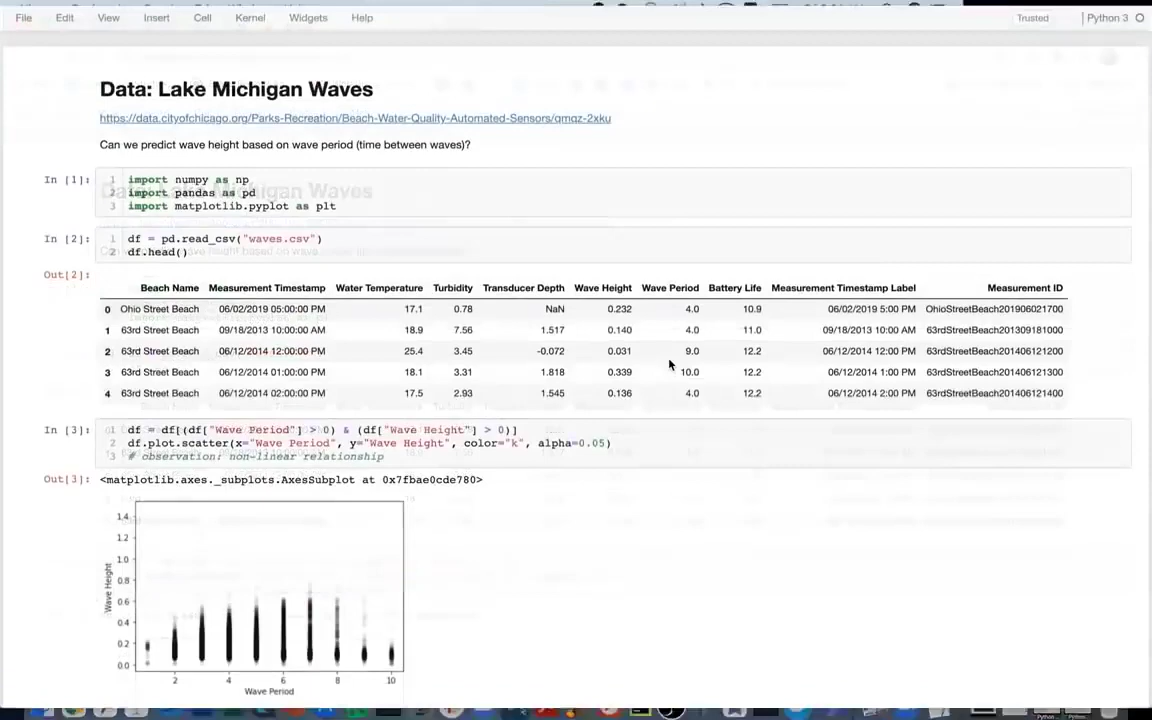 File Edit View Insert Cell Kernel Widgets Help Trusted Python 3
Data: Lake Michigan Waves
https://data.cityofchicago.org/Parks-Recreation/Beach-Water-Quality-Automated-Sensors/qmqz-2xku
Can we predict wave height based on wave period (time between waves)?
In [1]: 1 import numpy as np
2 import pandas as pd
3 import matplotlib.pyplot as plt
In [2]: 1 df = pd.read_csv("waves.csv")
2 df.head()
Out[2]:
Beach Name Measurement Timestamp Water Temperature Turbidity Transducer Depth Wave Height Wave Period Battery Life Measurement Timestamp Label Measurement ID
0 Ohio Street Beach 06/02/2019 05:00:00 PM 17.1 0.78 NaN 0.232 4.0 10.9 06/02/2019 5:00 PM OhioStreetBeach201906021700
1 63rd Street Beach 09/18/2013 10:00:00 AM 18.9 7.56 1.517 0.140 4.0 11.0 09/18/2013 10:00 AM 63rdStreetBeach201309181000
2 63rd Street Beach 06/12/2014 12:00:00 PM 25.4 3.45 -0.072 0.031 9.0 12.2 06/12/2014 12:00 PM 63rdStreetBeach201406121200
3 63rd Street Beach 06/12/2014 01:00:00 PM 18.1 3.31 1.818 0.339 10.0 12.2 06/12/2014 1:00 PM 63rdStreetBeach201406121300
4 63rd Street Beach 06/12/2014 02:00:00 PM 17.5 2.93 1.545 0.136 4.0 12.2 06/12/2014 2:00 PM 63rdStreetBeach201406121400
In [3]: 1 df = df[(df["Wave Period"] > 0) & (df["Wave Height"] > 0)]
2 df.plot.scatter(x="Wave Period", y="Wave Height", color="k", alpha=0.05)
3 # observation: non-linear relationship
Out[3]: <matplotlib.axes._subplots.AxesSubplot at 0x7fbae0cde780>
1.4
1.2
1.0
0.8
0.6
0.4
0.2
0.0
Wave Height
2 4 6 8 10
Wave Period